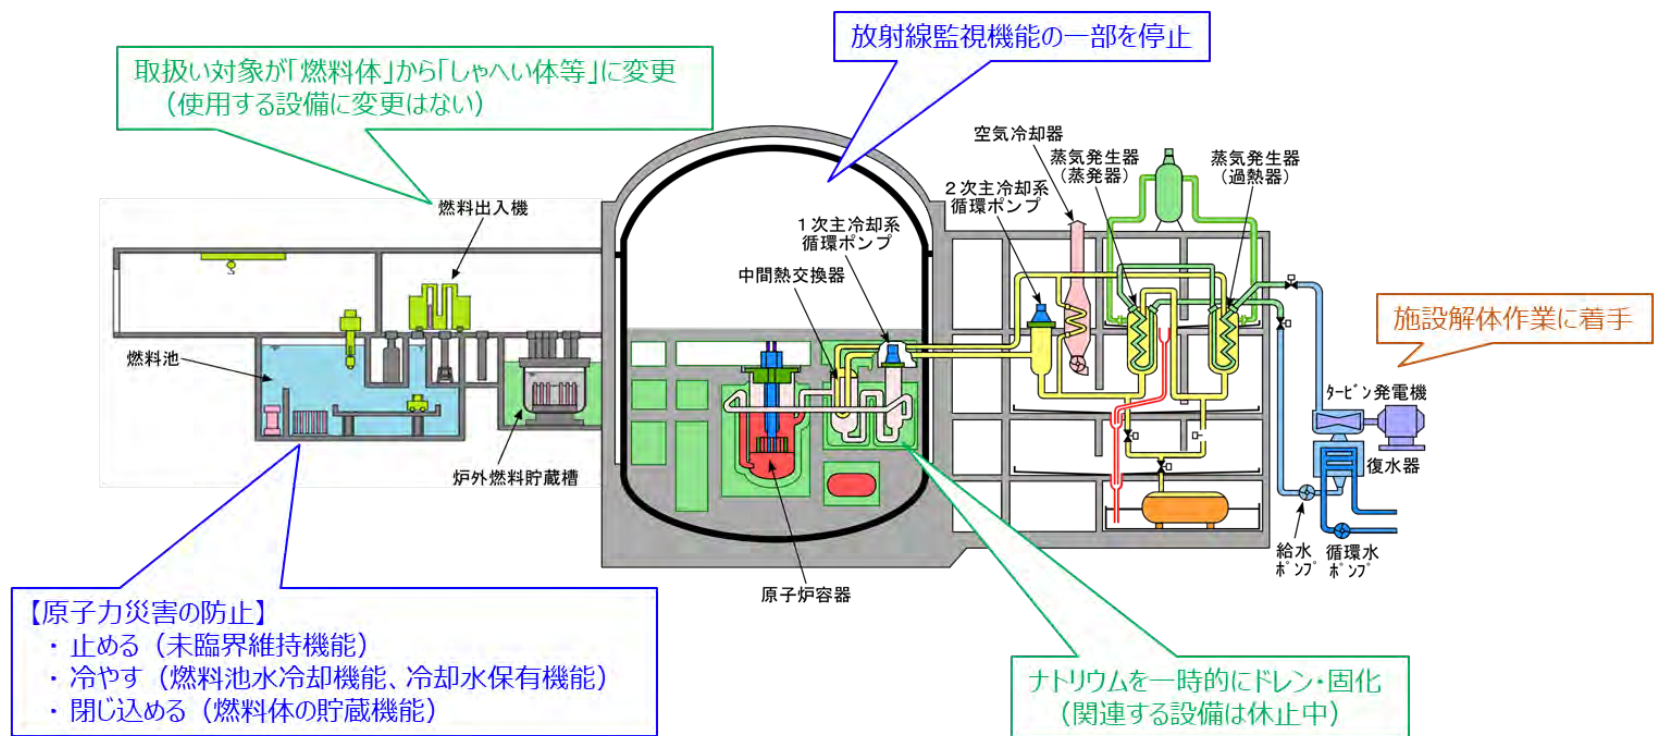 放射線監視機能の一部を停止
取扱い対象が「燃料体」から「しゃへい体等」に変更
（使用する設備に変更はない）
空気冷却器
蒸気発生器
（蒸発器）
蒸気発生器
（過熱器）
２次主冷却系
循環ポンプ
燃料出入機
１次主冷却系
循環ポンプ
中間熱交換器
施設解体作業に着手
燃料池
ﾀｰﾋﾞﾝ発電機
復水器
炉外燃料貯蔵槽
給水
ﾎﾟﾝﾌﾟ
循環水
ﾎﾟﾝﾌﾟ
原子炉容器
【原子力災害の防止】
・ 止める（未臨界維持機能）
・ 冷やす（燃料池水冷却機能、冷却水保有機能）
・ 閉じ込める（燃料体の貯蔵機能）
ナトリウムを一時的にドレン・固化
（関連する設備は休止中）